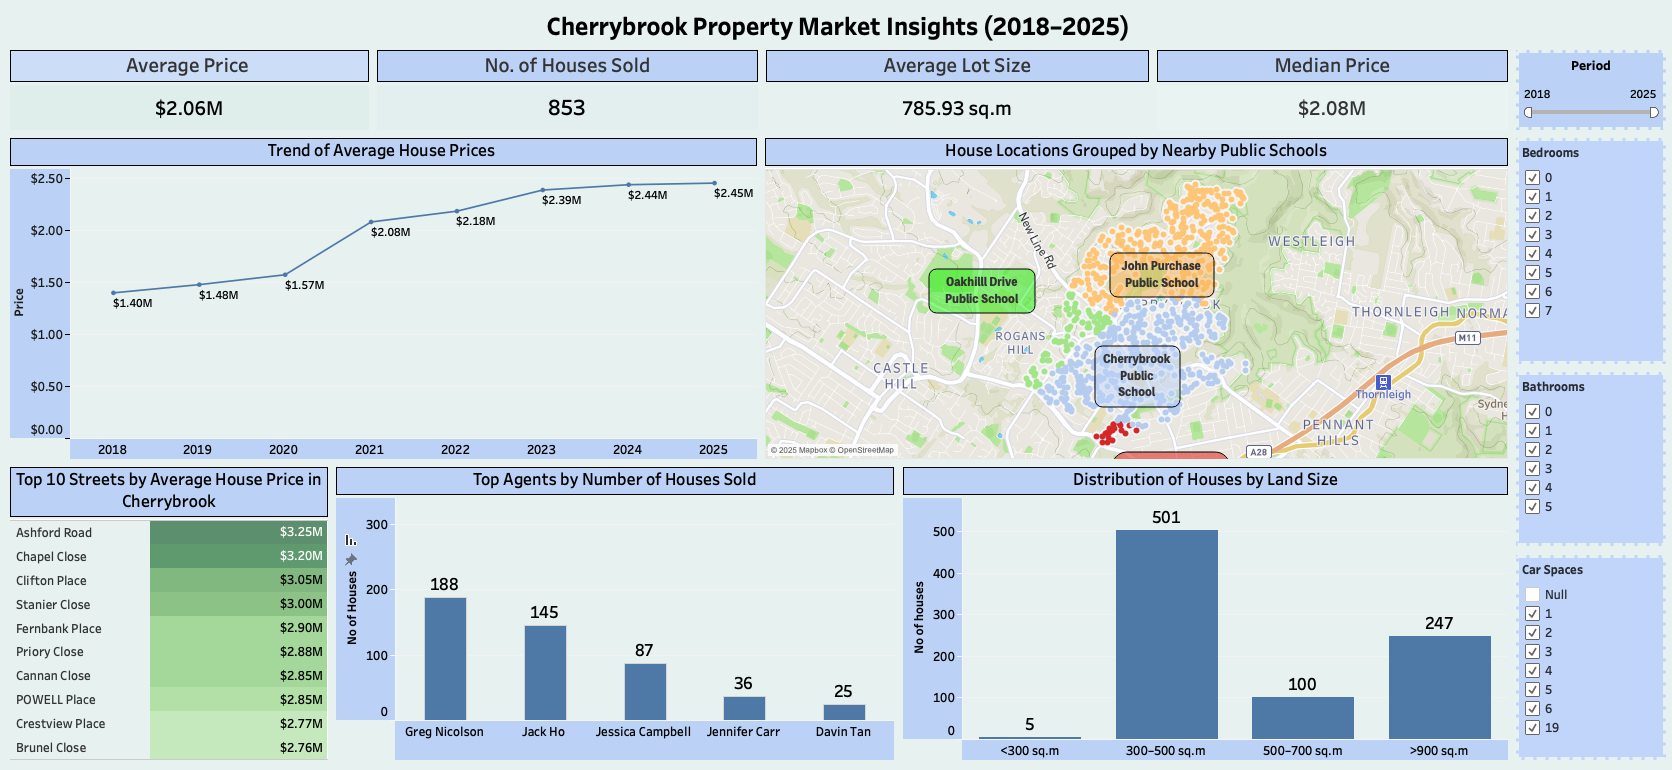 Cherrybrook Property Market Insights (2018–2025)
Average Price
$2.06M
No. of Houses Sold
853
Average Lot Size
785.93 sq.m
Median Price
$2.08M
Period
2018 2025
Trend of Average House Prices
Price
$2.50
$2.00
$1.50
$1.00
$0.50
$0.00
$1.40M
$1.48M
$1.57M
$2.08M
$2.18M
$2.39M
$2.44M
$2.45M
2018 2019 2020 2021 2022 2023 2024 2025
House Locations Grouped by Nearby Public Schools
New Line Rd
WESTLEIGH
John Purchase
Public School
Oakhilll Drive
Public School
THORNLEIGH
NORMA
M11
ROGANS
HILL
CASTLE
HILL
Cherrybrook
Public
School
Thornleigh
Sydne
PENNANT
HILLS
A28
© 2025 Mapbox © OpenStreetMap
Bedrooms
0
1
2
3
4
5
6
7
Bathrooms
0
1
2
3
4
5
Car Spaces
Null
1
2
3
4
5
6
19
Top 10 Streets by Average House Price in
Cherrybrook
Ashford Road $3.25M
Chapel Close $3.20M
Clifton Place $3.05M
Stanier Close $3.00M
Fernbank Place $2.90M
Priory Close $2.88M
Cannan Close $2.85M
POWELL Place $2.85M
Crestview Place $2.77M
Brunel Close $2.76M
Top Agents by Number of Houses Sold
No of Houses
300
200
100
0
188
145
87
36
25
Greg Nicolson Jack Ho Jessica Campbell Jennifer Carr Davin Tan
Distribution of Houses by Land Size
No of houses
500
400
300
200
100
0
5
501
100
247
<300 sq.m 300–500 sq.m 500–700 sq.m >900 sq.m